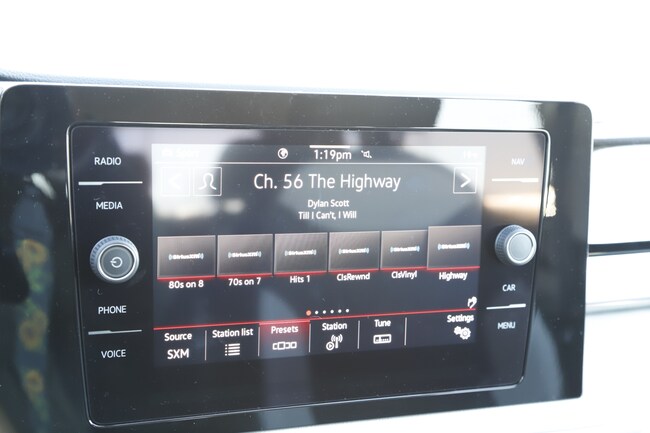 RADIO
MEDIA
PHONE
VOICE
NAV
CAR
MENU
1:19pm
Ch. 56 The Highway
Dylan Scott
Till I Can't, I Will
80s on 8
70s on 7
Hits 1
ClsRewnd
ClsVinyl
Highway
Source
SXM
Station list
Presets
Station
Tune
Settings